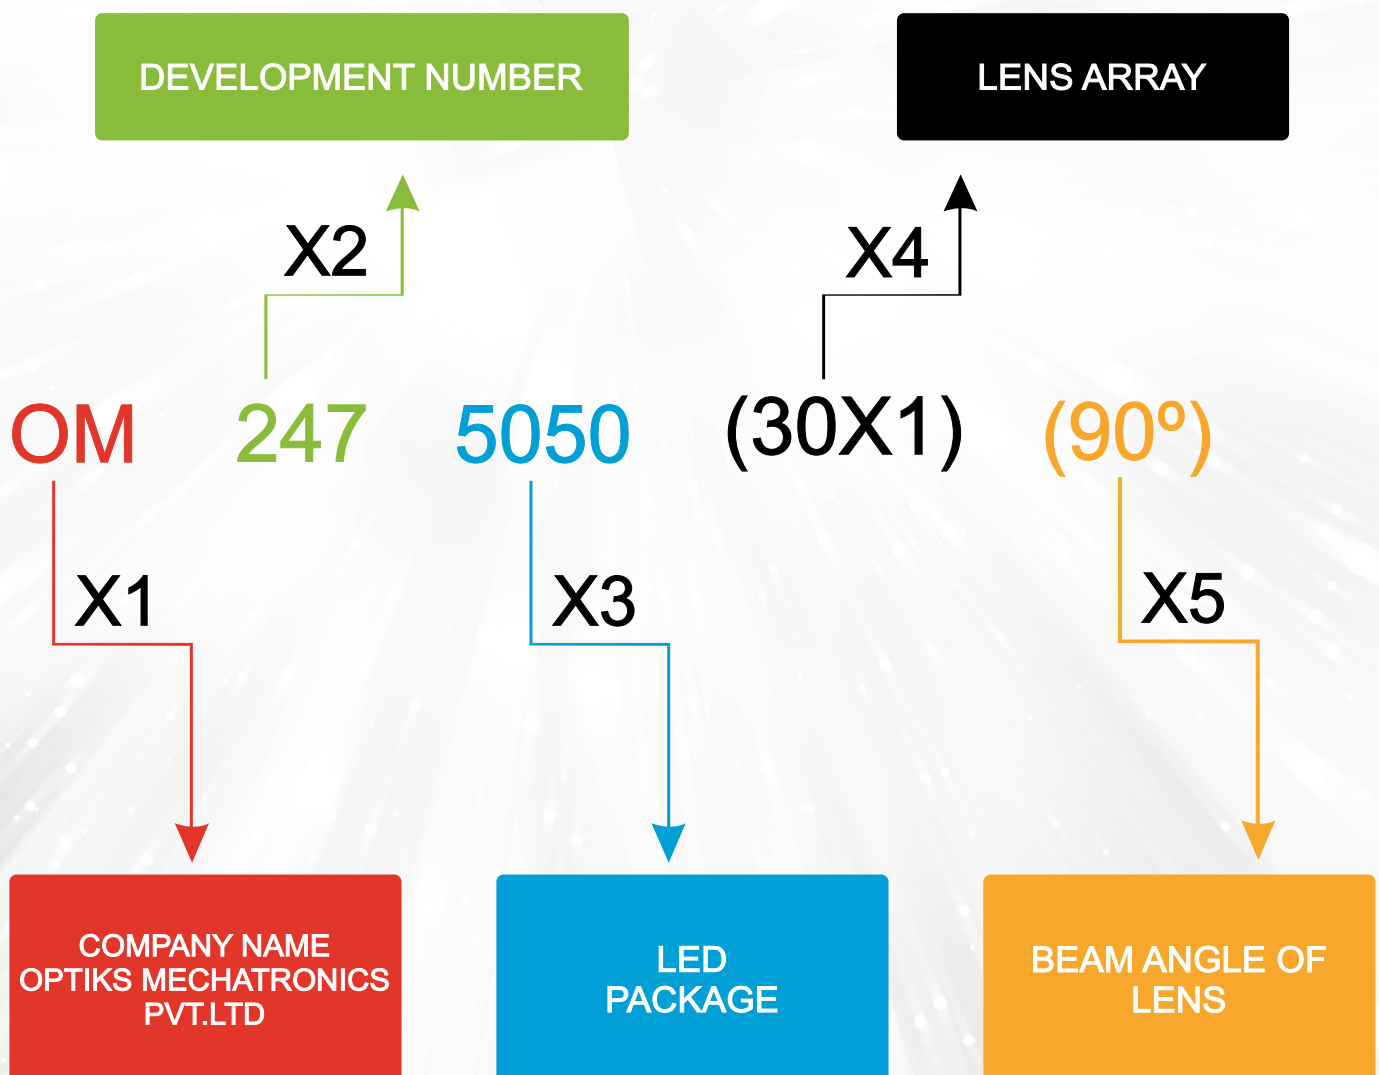 DEVELOPMENT NUMBER
LENS ARRAY
X2
X4
OM 247 5050 (30X1) (90º)
X1
X3
X5
COMPANY NAME
OPTIKS MECHATRONICS
PVT.LTD
LED
PACKAGE
BEAM ANGLE OF
LENS